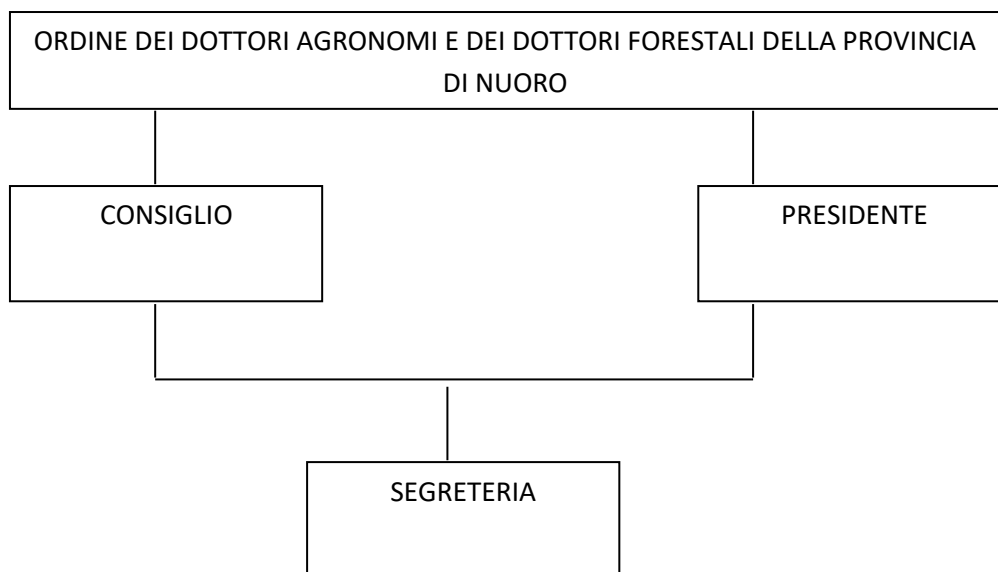 ORDINE DEI DOTTORI AGRONOMI E DEI DOTTORI FORESTALI DELLA PROVINCIA
DI NUORO
CONSIGLIO
PRESIDENTE
SEGRETERIA